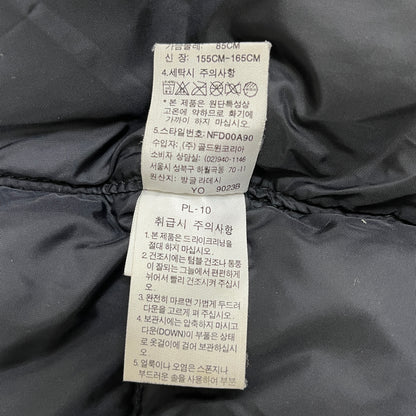 가슴둘레 85CM
신 장: 155CM-165CM
4.세탁시 주의사항
* 본 제품은 원단특성상
고온에 약하므로 화기에
가까이 하지 마십시오.
5.스타일번호: NFD00A90
수입자: (주) 골드윈코리아
소비자 상담실: (02)940-1146
서울시 성북구 하월곡동 70-11
원산지: 방글라데시
YO 9023B
PL-10
취급시 주의사항
1. 본 제품은 드라이크리닝을
절대 하지 마십시오.
2. 건조시에는 텀블 건조나 통풍
이 잘되는 그늘에서 편편하게
뉘어서 빨리 건조시켜 주십시
3. 완전히 마르면 가볍게 두드려
다운을 고르게 펴 주십시오.
4. 보관시에는 압축하지 마시고
다운(DOWN)이 부풀은 상태
로 옷걸이에 걸어 보관하십시
5. 얼룩이나 오염은 스폰지나
부드러운 솔을 사용하여 부분